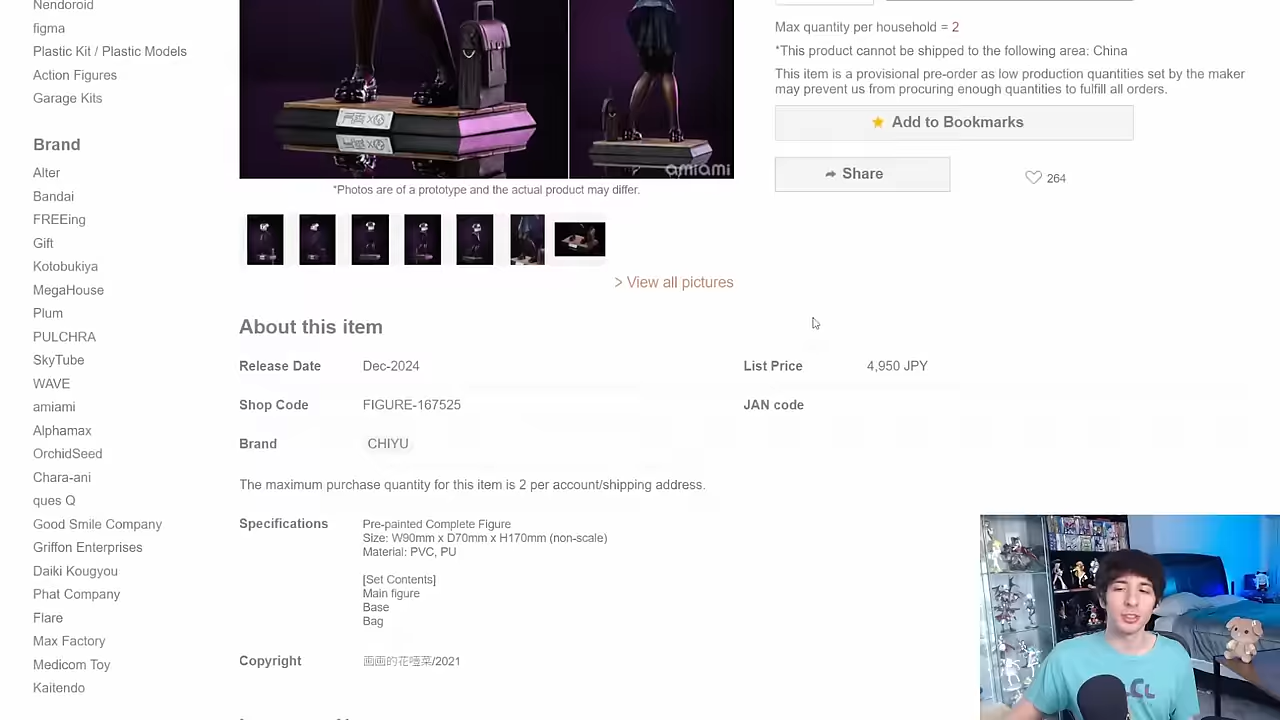 Nendoroid
figma
Plastic Kit / Plastic Models
Action Figures
Garage Kits
Brand
Alter
Bandai
FREEing
Gift
Kotobukiya
MegaHouse
Plum
PULCHRA
SkyTube
WAVE
amiami
Alphamax
OrchidSeed
Chara-ani
ques Q
Good Smile Company
Griffon Enterprises
Daiki Kougyou
Phat Company
Flare
Max Factory
Medicom Toy
Kaitendo
amiami
*Photos are of a prototype and the actual product may differ.
> View all pictures
Max quantity per household = 2
*This product cannot be shipped to the following area: China
This item is a provisional pre-order as low production quantities set by the maker
may prevent us from procuring enough quantities to fulfill all orders.
Add to Bookmarks
Share
264
About this item
Release Date Dec-2024
List Price 4,950 JPY
Shop Code FIGURE-167525
JAN code
Brand CHIYU
The maximum purchase quantity for this item is 2 per account/shipping address.
Specifications Pre-painted Complete Figure
Size: W90mm x D70mm x H170mm (non-scale)
Material: PVC, PU
[Set Contents]
Main figure
Base
Bag
Copyright 画画的花噎菜/2021